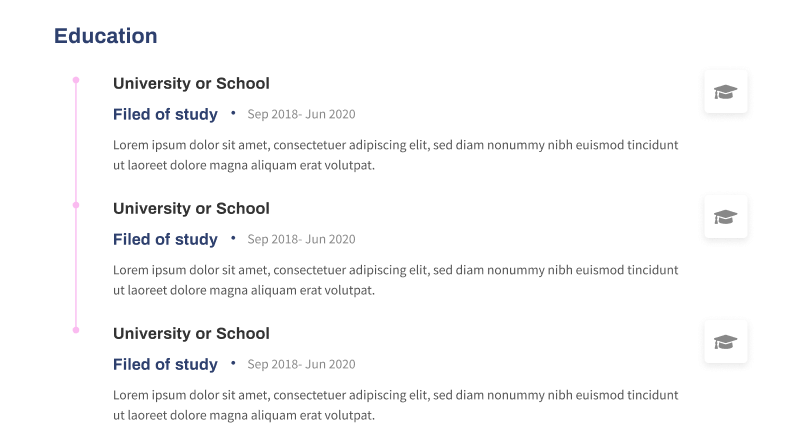 Education
University or School
Filed of study • Sep 2018- Jun 2020
Lorem ipsum dolor sit amet, consectetuer adipiscing elit, sed diam nonummy nibh euismod tincidunt
ut laoreet dolore magna aliquam erat volutpat.
University or School
Filed of study • Sep 2018- Jun 2020
Lorem ipsum dolor sit amet, consectetuer adipiscing elit, sed diam nonummy nibh euismod tincidunt
ut laoreet dolore magna aliquam erat volutpat.
University or School
Filed of study • Sep 2018- Jun 2020
Lorem ipsum dolor sit amet, consectetuer adipiscing elit, sed diam nonummy nibh euismod tincidunt
ut laoreet dolore magna aliquam erat volutpat.